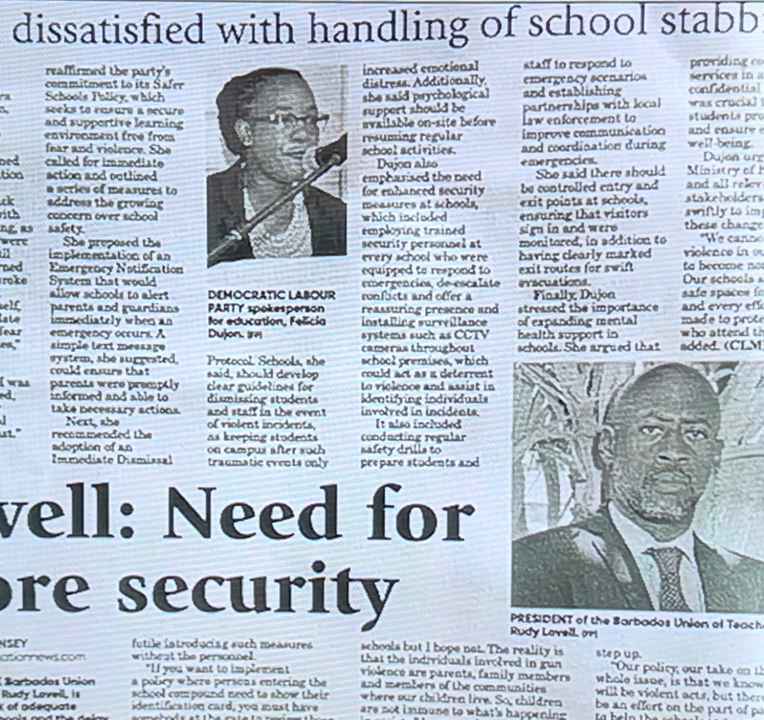 dissatisfied with handling of school stabb
reaffirmed the party's
commitment to its Safer
Schools Policy, which
seeks to ensure a secure
and supportive learning
environment free from
fear and violence. She
called for immediate
action and outlined
a series of measures to
address the growing
concern over school
safety.
She proposed the
implementation of an
Emergency Notification
System that would
allow schools to alert
parents and guardians
immediately when an
emergency occurs. A
simple text message
system, she suggested,
could ensure that
parents were promptly
informed and able to
take necessary actions.
Next, she
recommended the
adoption of an
Immediate Dismissal
DEMOCRATIC LABOUR
PARTY spokesperson
for education, Felicia
Dujon. (FP)
Protocol. Schools, she
said, should develop
clear guidelines for
dismissing students
and staff in the event
of violent incidents,
as keeping students
on campus after such
traumatic events only
increased emotional
distress. Additionally,
she said psychological
support should be
available on-site before
resuming regular
school activities.
Dujon also
emphasised the need
for enhanced security
measures at schools,
which included
employing trained
security personnel at
every school who were
equipped to respond to
emergencies, de-escalate
conflicts and offer a
reassuring presence and
installing surveillance
systems such as CCTV
cameras throughout
school premises, which
could act as a deterrent
to violence and assist in
identifying individuals
involved in incidents.
It also included
conducting regular
safety drills to
prepare students and
staff to respond to
emergency scenarios
and establishing
partnerships with local
law enforcement to
improve communication
and coordination during
emergencies.
She said there should
be controlled entry and
exit points at schools,
ensuring that visitors
sign in and were
monitored, in addition to
having clearly marked
exit routes for swift
evacuations.
Finally, Dujon
stressed the importance
of expanding mental
health support in
schools. She argued that
providing co
services in a
confidential
was crucial
students pro
and ensure
well-being.
Dujon urg
Ministry of
and all relev
stakeholders
swiftly to im
these change
"We canno
violence in ou
to become no
Our schools a
safe spaces fo
and every eff
made to prote
who attend th
added. (CLM
well: Need for
ore security
PRESIDENT of the Barbados Union of Teach
Rudy Lovell. (FP)
NSEY
ationnews.com
Barbados Union
Rudy Lovell, is
k of adequate
futile introducing such measures
without the personnel.
"If you want to implement
a policy where persons entering the
school compound need to show their
identification card, you must have
schools but I hope not. The reality is
that the individuals involved in gun
violence are parents, family members
and members of the communities
where our children live. So, children
are not immune to what's happening
step up.
"Our policy, our take on th
whole issue, is that we know
will be violent acts, but there
be an effort on the part of pa